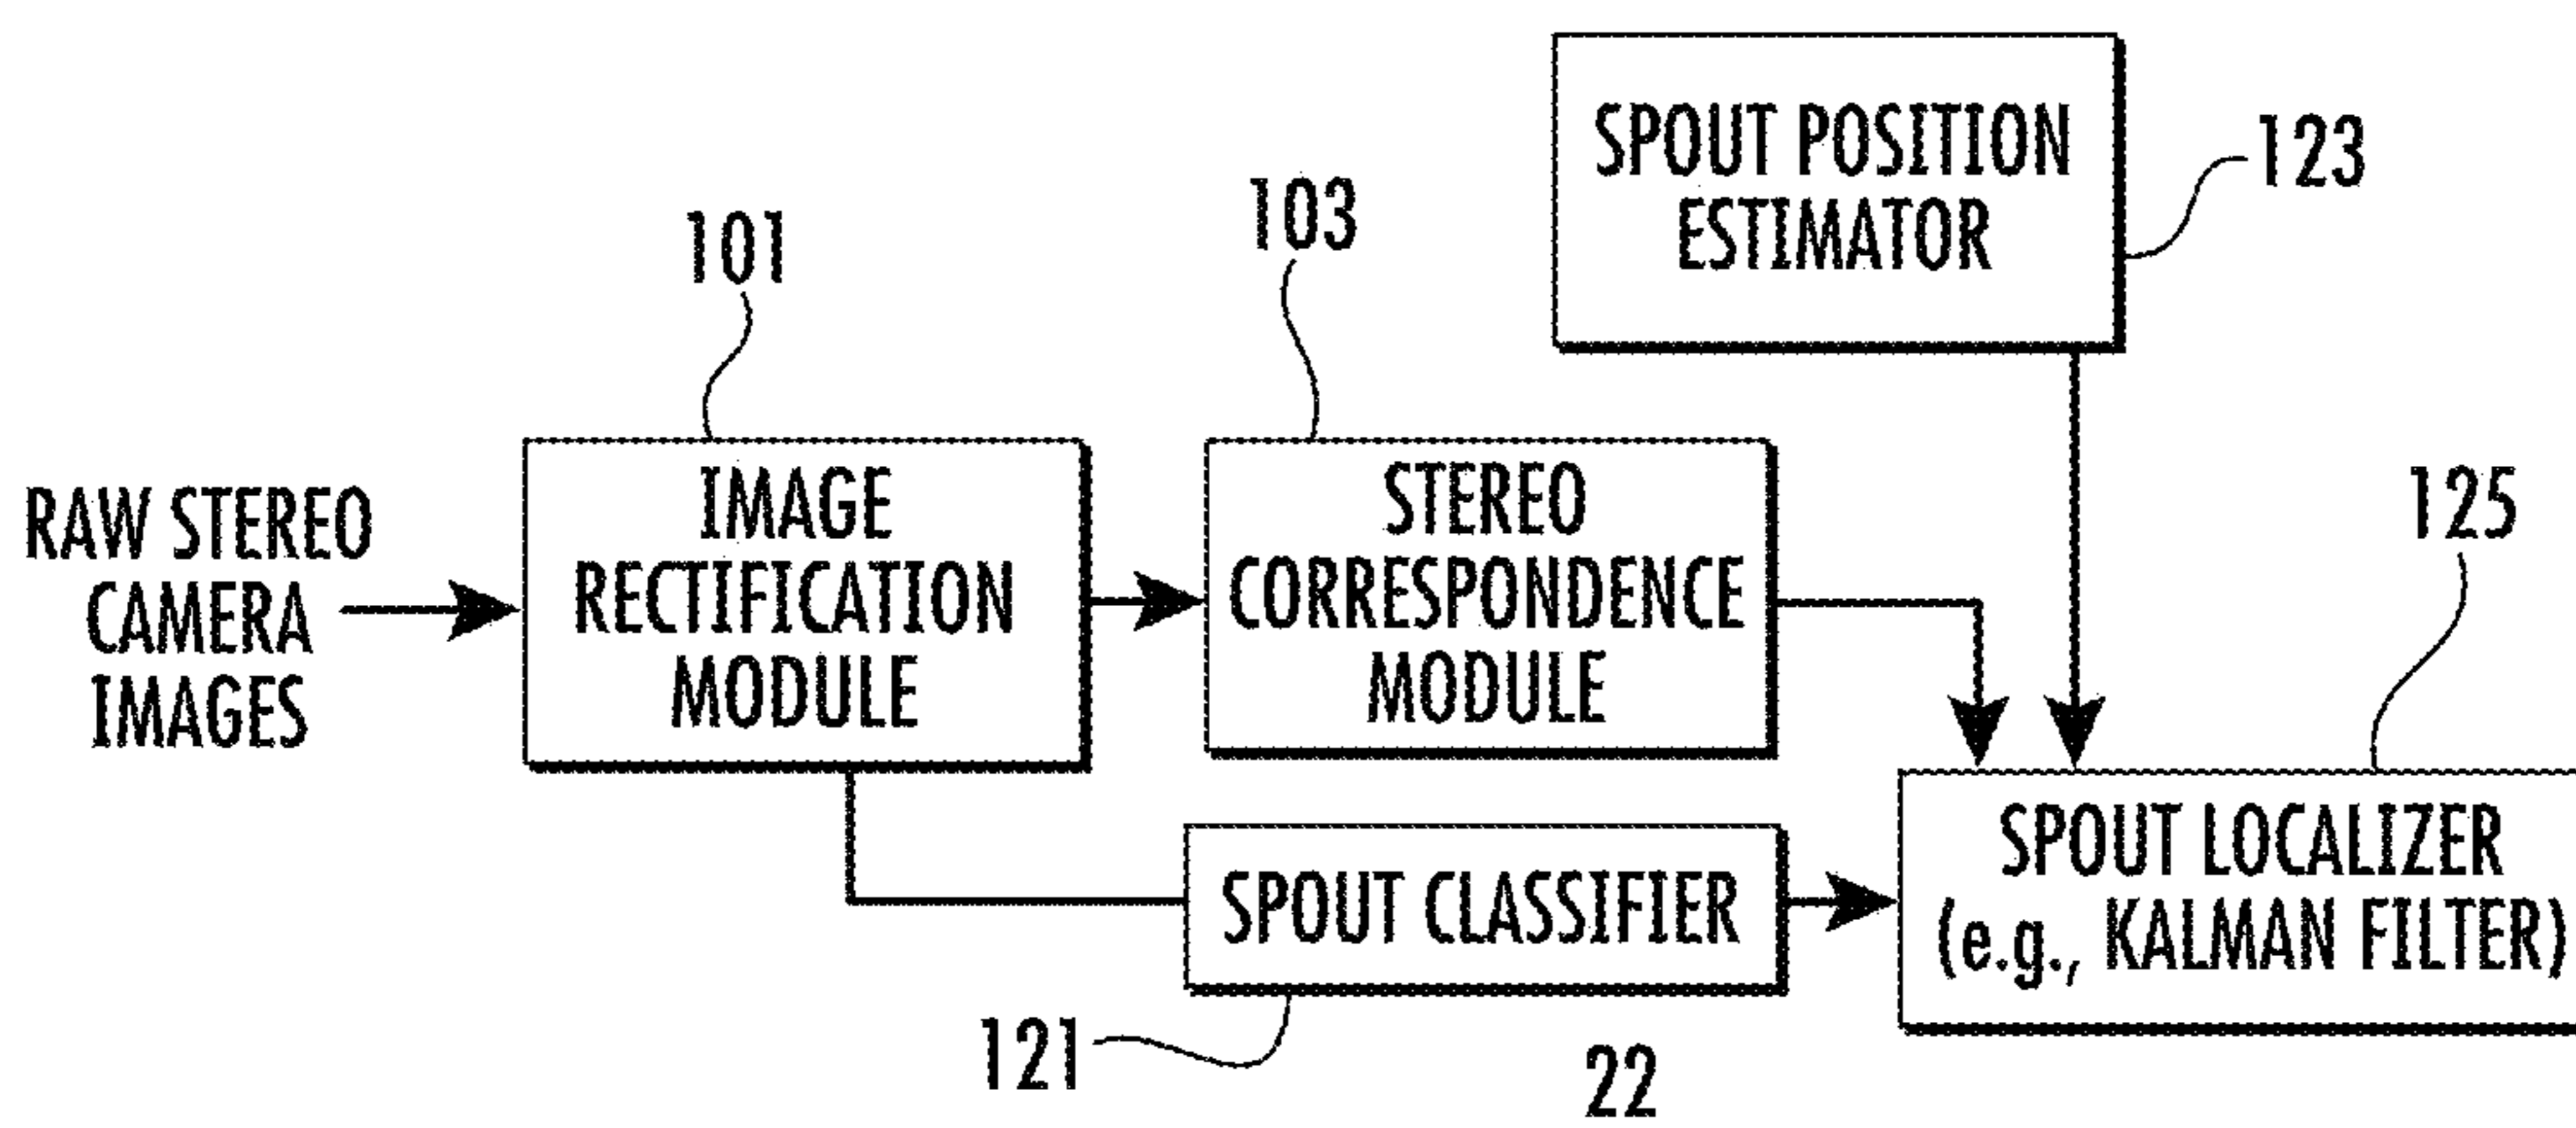 SPOUT POSITION
ESTIMATOR
123
101
103
RAW STEREO
CAMERA
IMAGES
IMAGE
RECTIFICATION
MODULE
STEREO
CORRESPONDENCE
MODULE
125
SPOUT CLASSIFIER
SPOUT LOCALIZER
(e.g., KALMAN FILTER)
121
22